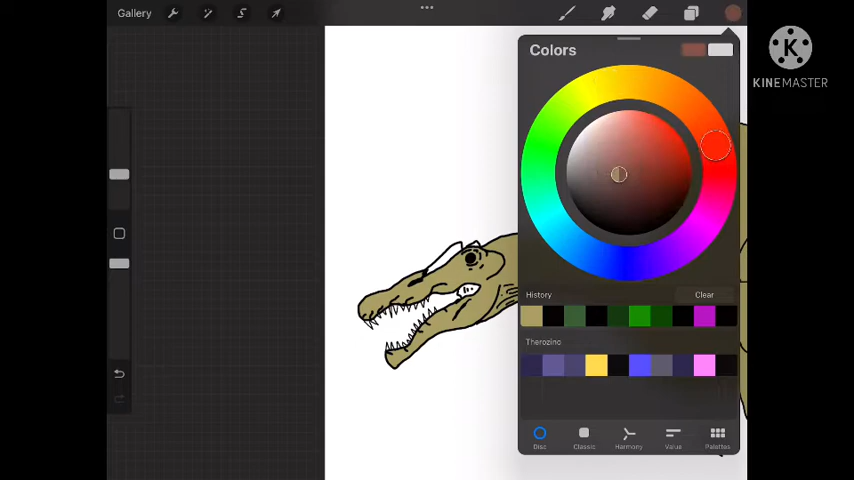 Gallery
Colors
K
KINEMASTER
History
Clear
Therozino
Disc
Classic
Harmony
Value
Palettes